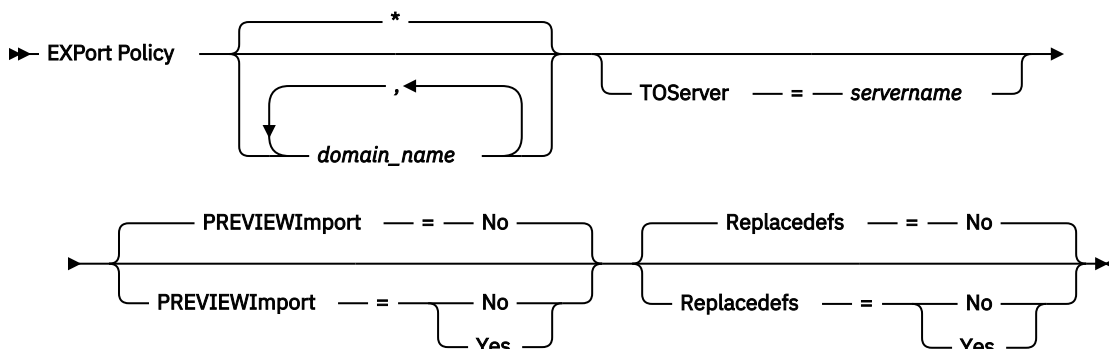 *
EXPort Policy
TOServer = servername
,
domain_name
PREVIEWImport = No
Replacedefs = No
PREVIEWImport = No
Replacedefs = No
Yes
Yes